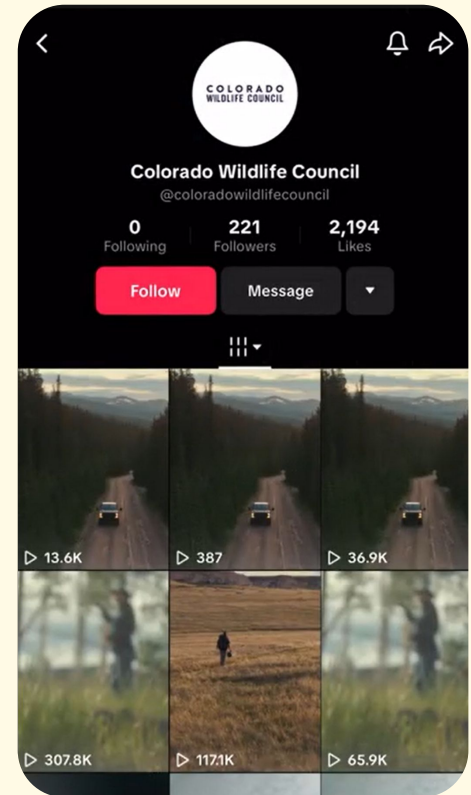 COLORADO
WILDLIFE COUNCIL
Colorado Wildlife Council
@coloradowildlifecouncil
0 221 2,194
Following Followers Likes
Follow Message
13.6K 387 36.9K
307.8K 117.1K 65.9K